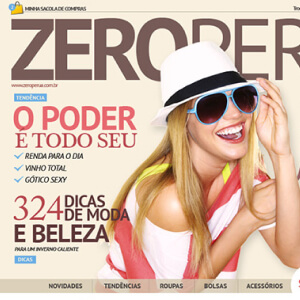 MINHA SACOLA DE COMPRAS
ZEROPER
www.zeropersa.com.br
TENDÊNCIA
O PODER
É TODO SEU
RENDA PARA O DIA
VINHO TOTAL
GÓTICO SEXY
324 DICAS
DE MODA
E BELEZA
PARA UM INVERNO CALIENTE
DICAS
NOVIDADES TENDÊNCIAS ROUPAS BOLSAS ACESSÓRIOS